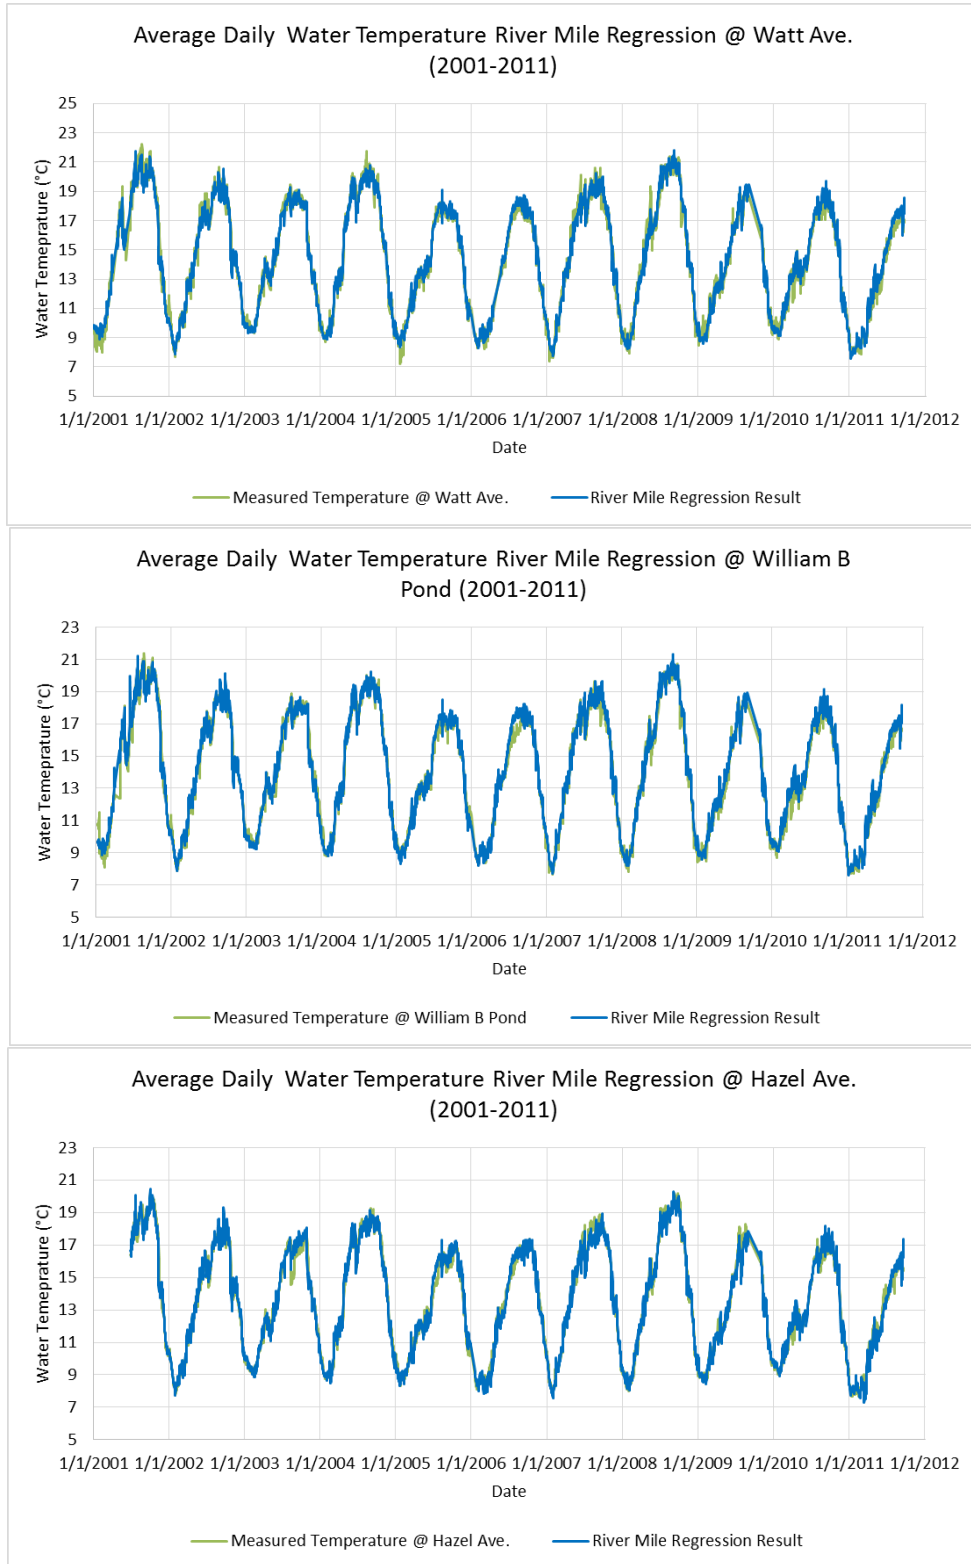 Average Daily Water Temperature River Mile Regression @ Watt Ave.
(2001-2011)
Water Temeprature (°C)
25
23
21
19
17
15
13
11
9
7
5
1/1/2001 1/1/2002 1/1/2003 1/1/2004 1/1/2005 1/1/2006 1/1/2007 1/1/2008 1/1/2009 1/1/2010 1/1/2011 1/1/2012
Date
Measured Temperature @ Watt Ave. River Mile Regression Result
Average Daily Water Temperature River Mile Regression @ William B
Pond (2001-2011)
Water Temeprature (°C)
23
21
19
17
15
13
11
9
7
5
1/1/2001 1/1/2002 1/1/2003 1/1/2004 1/1/2005 1/1/2006 1/1/2007 1/1/2008 1/1/2009 1/1/2010 1/1/2011 1/1/2012
Date
Measured Temperature @ William B Pond River Mile Regression Result
Average Daily Water Temperature River Mile Regression @ Hazel Ave.
(2001-2011)
Water Temeprature (°C)
23
21
19
17
15
13
11
9
7
5
1/1/2001 1/1/2002 1/1/2003 1/1/2004 1/1/2005 1/1/2006 1/1/2007 1/1/2008 1/1/2009 1/1/2010 1/1/2011 1/1/2012
Date
Measured Temperature @ Hazel Ave. River Mile Regression Result